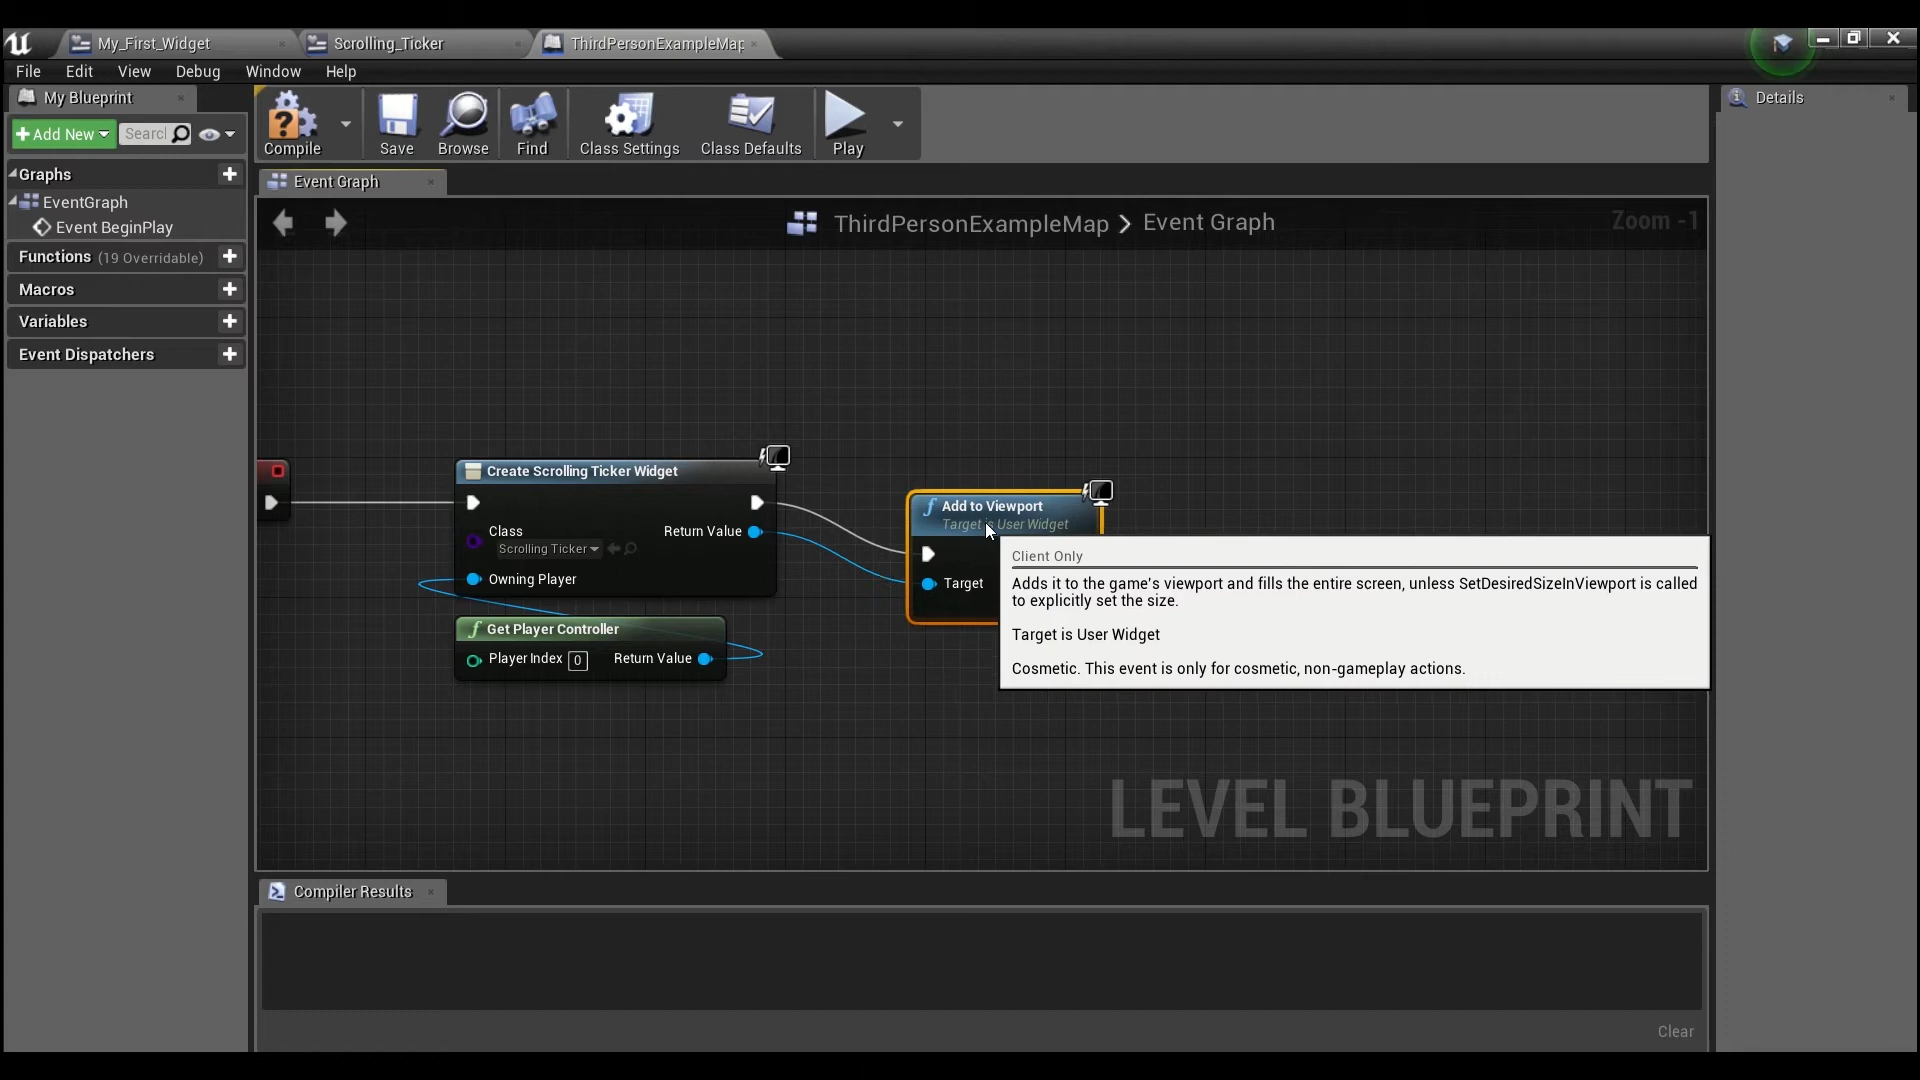 My_First_Widget
Scrolling_Ticker
ThirdPersonExampleMap
File Edit View Debug Window Help
My Blueprint
Details
Add New
Search
Compile
Save
Browse
Find
Class Settings
Class Defaults
Play
Graphs
EventGraph
Event BeginPlay
Functions (19 Overridable)
Macros
Variables
Event Dispatchers
Event Graph
ThirdPersonExampleMap > Event Graph
Zoom -1
Create Scrolling Ticker Widget
Class
Scrolling Ticker
Return Value
Owning Player
Get Player Controller
Player Index 0
Return Value
Add to Viewport
Target is User Widget
Target
Client Only
Adds it to the game's viewport and fills the entire screen, unless SetDesiredSizeInViewport is called
to explicitly set the size.
Target is User Widget
Cosmetic. This event is only for cosmetic, non-gameplay actions.
LEVEL BLUEPRINT
Compiler Results
Clear